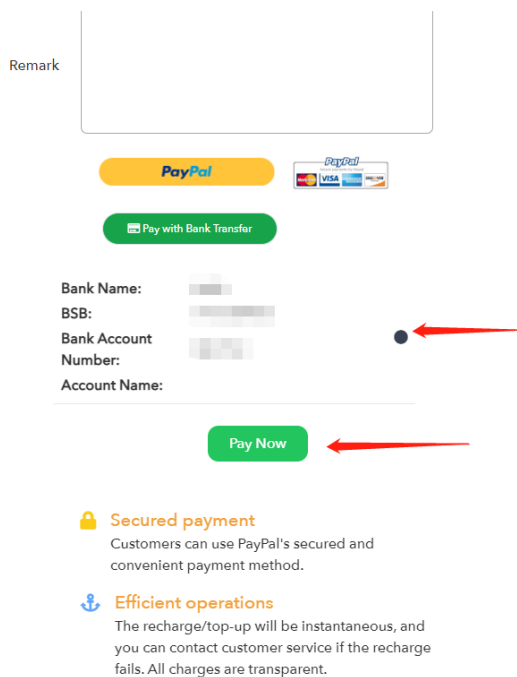 Remark
PayPal
PayPal
VISA
Pay with Bank Transfer
Bank Name:
BSB:
Bank Account
Number:
Account Name:
Pay Now
Secured payment
Customers can use PayPal's secured and
convenient payment method.
Efficient operations
The recharge/top-up will be instantaneous, and
you can contact customer service if the recharge
fails. All charges are transparent.